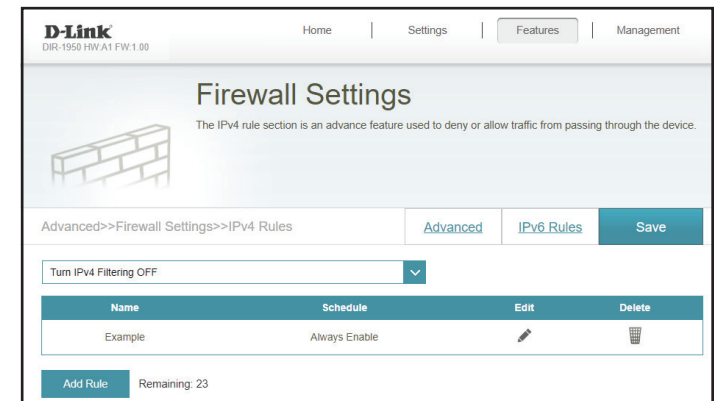 D-Link
DIR-1950 HW:A1 FW:1.00
Home | Settings | Features | Management
Firewall Settings
The IPv4 rule section is an advance feature used to deny or allow traffic from passing through the device.
Advanced>>Firewall Settings>>IPv4 Rules
Advanced
IPv6 Rules
Save
Turn IPv4 Filtering OFF
Name Schedule Edit Delete
Example Always Enable
Add Rule Remaining: 23